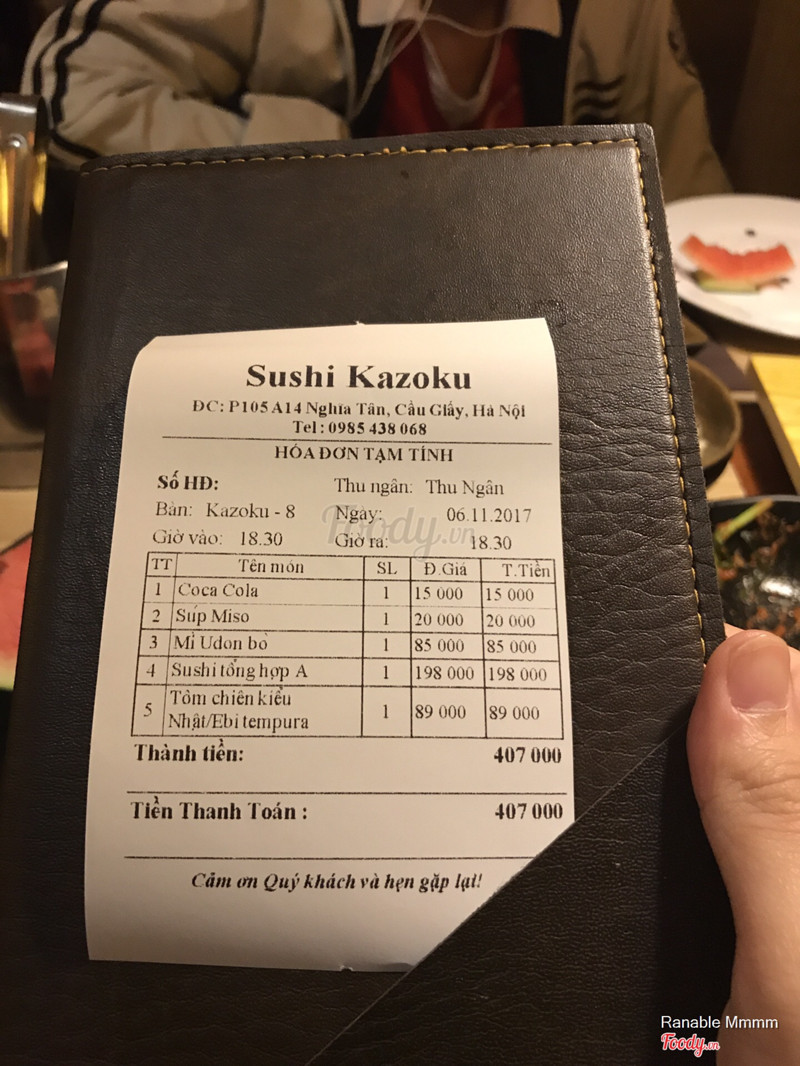 Sushi Kazoku
ĐC: P105 A14 Nghĩa Tân, Cầu Giấy, Hà Nội
Tel : 0985 438 068
HÓA ĐƠN TẠM TÍNH
Số HĐ: Thu ngân: Thu Ngân
Bàn: Kazoku - 8 Ngày: 06.11.2017
Giờ vào: 18.30 Giờ ra: 18.30
TT Tên món SL Đ.Giá T.Tiền
1 Coca Cola 1 15 000 15 000
2 Súp Miso 1 20 000 20 000
3 Mì Udon bò 1 85 000 85 000
4 Sushi tổng hợp A 1 198 000 198 000
5 Tôm chiên kiểu
Nhật/Ebi tempura 1 89 000 89 000
Thành tiền: 407 000
Tiền Thanh Toán : 407 000
Cảm ơn Quý khách và hẹn gặp lại!
Foody.vn
Ranable Mmmm
Foody.vn